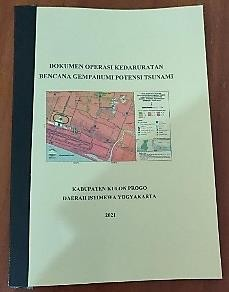 DOKUMEN OPERASI KEDARURATAN
BENCANA GEMPABUMI POTENSI TSUNAMI
KABUPATEN KULON PROGO
DAERAH ISTIMEWA YOGYAKARTA
2021